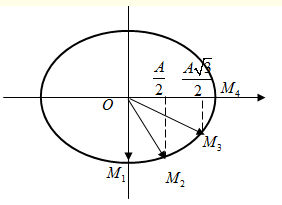 A/2 A√3/2 M₄
O
M₃
M₁ M₂